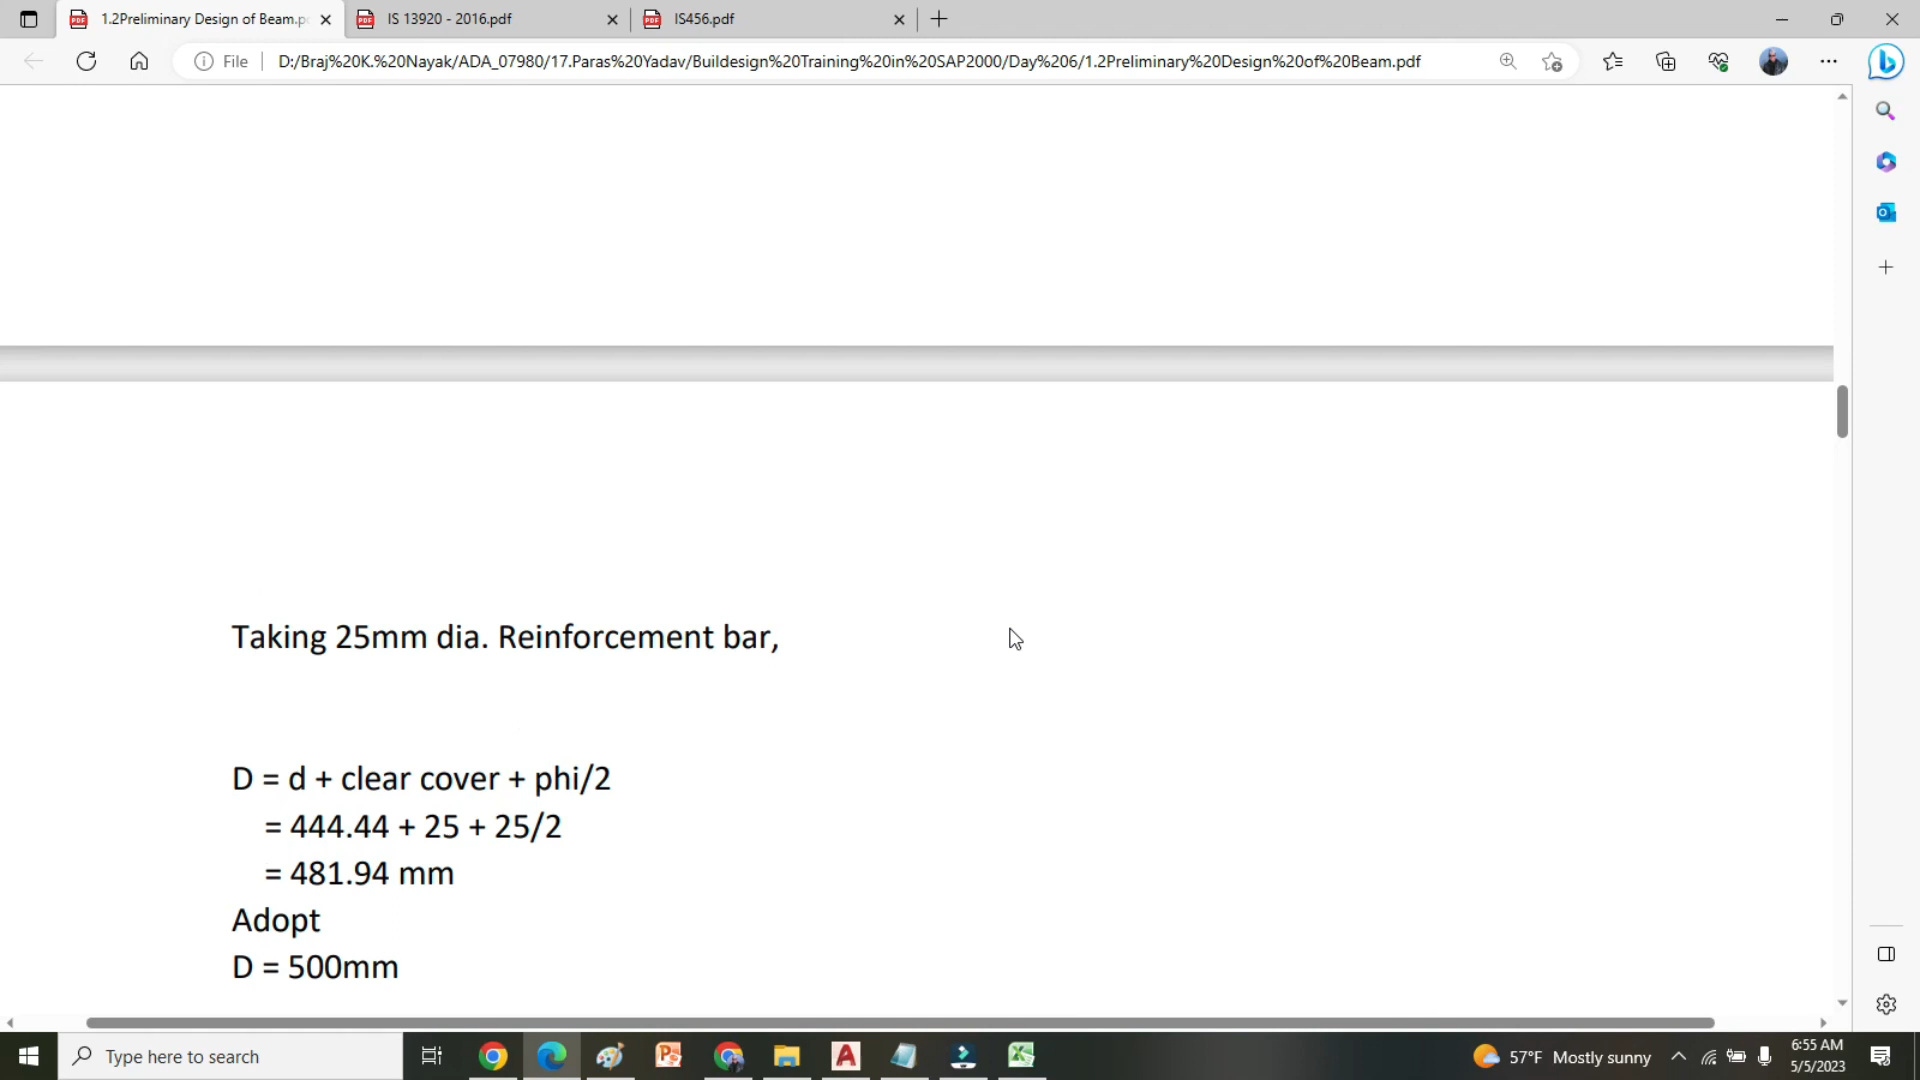 1.2Preliminary Design of Beam.p
IS 13920 - 2016.pdf
IS456.pdf
File
D:/Braj%20K.%20Nayak/ADA_07980/17.Paras%20Yadav/Buildesign%20Training%20in%20SAP2000/Day%206/1.2Preliminary%20Design%20of%20Beam.pdf
Taking 25mm dia. Reinforcement bar,
D = d + clear cover + phi/2
= 444.44 + 25 + 25/2
= 481.94 mm
Adopt
D = 500mm
Type here to search
57°F Mostly sunny
6:55 AM
5/5/2023